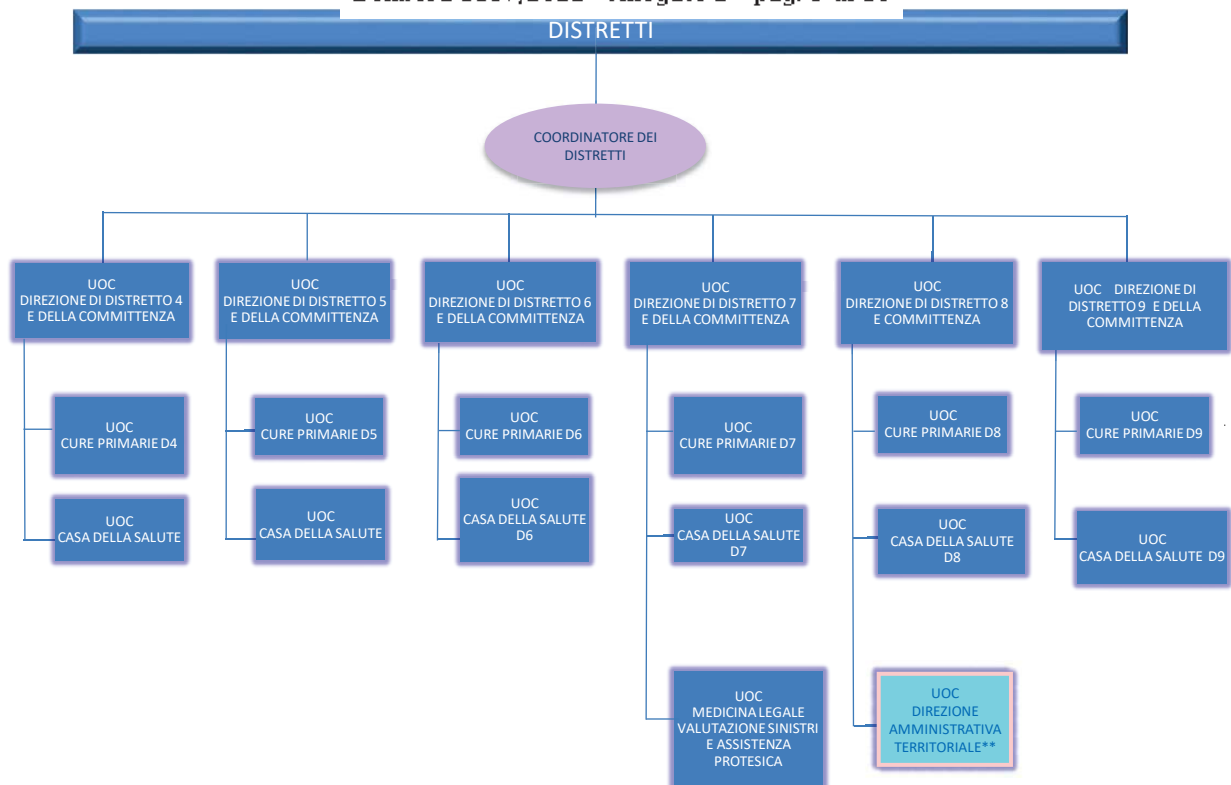 DISTRETTI
COORDINATORE DEI
DISTRETTI
UOC
DIREZIONE DI DISTRETTO 4
E DELLA COMMITTENZA
UOC
DIREZIONE DI DISTRETTO 5
E DELLA COMMITTENZA
UOC
DIREZIONE DI DISTRETTO 6
E DELLA COMMITTENZA
UOC
DIREZIONE DI DISTRETTO 7
E DELLA COMMITTENZA
UOC
DIREZIONE DI DISTRETTO 8
E COMMITTENZA
UOC DIREZIONE DI
DISTRETTO 9 E DELLA
COMMITTENZA
UOC
CURE PRIMARIE D4
UOC
CURE PRIMARIE D5
UOC
CURE PRIMARIE D6
UOC
CURE PRIMARIE D7
UOC
CURE PRIMARIE D8
UOC
CURE PRIMARIE D9
UOC
CASA DELLA SALUTE
UOC
CASA DELLA SALUTE
UOC
CASA DELLA SALUTE
D6
UOC
CASA DELLA SALUTE
D7
UOC
CASA DELLA SALUTE
D8
UOC
CASA DELLA SALUTE D9
UOC
MEDICINA LEGALE
VALUTAZIONE SINISTRI
E ASSISTENZA
PROTESICA
UOC
DIREZIONE
AMMINISTRATIVA
TERRITORIALE**